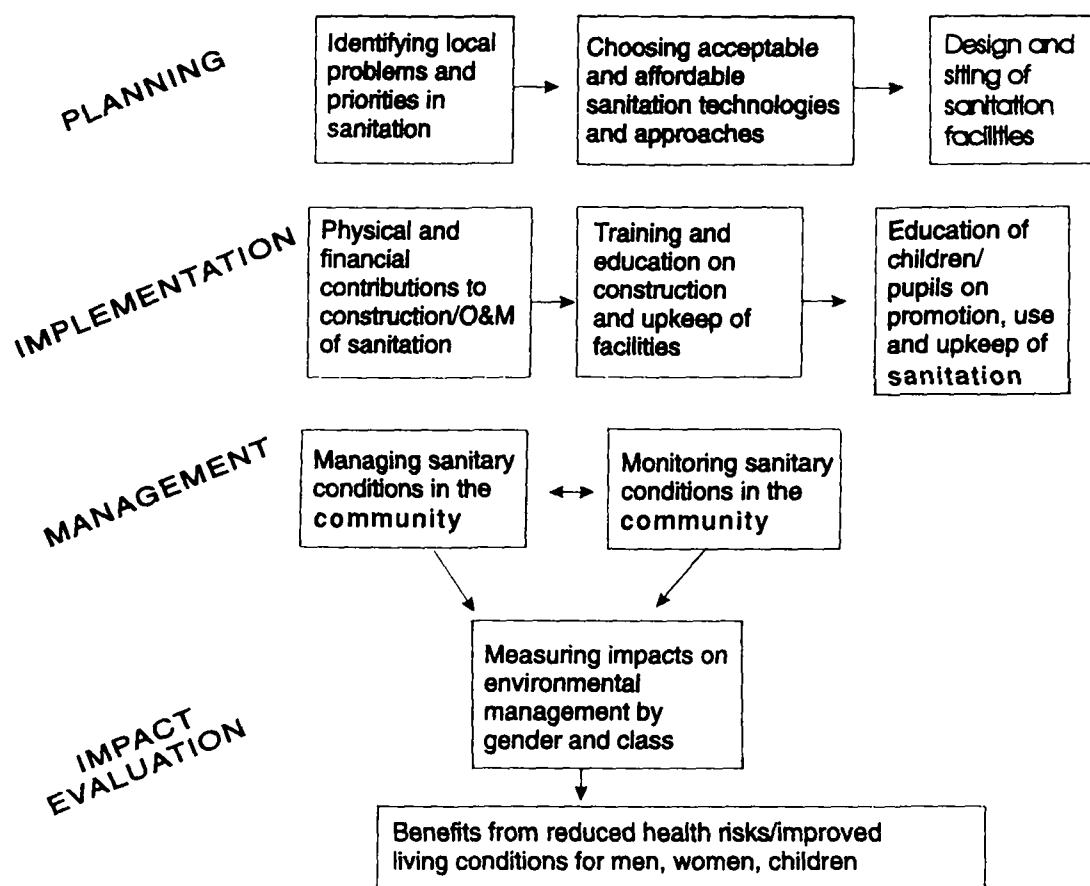 PLANNING
Identifying local
problems and
priorities in
sanitation
Choosing acceptable
and affordable
sanitation technologies
and approaches
Design and
siting of
sanitation
facilities
IMPLEMENTATION
Physical and
financial
contributions to
construction/O&M
of sanitation
Training and
education on
construction
and upkeep of
facilities
Education of
children/
pupils on
promotion, use
and upkeep of
sanitation
MANAGEMENT
Managing sanitary
conditions in the
community
Monitoring sanitary
conditions in the
community
IMPACT
EVALUATION
Measuring impacts on
environmental
management by
gender and class
Benefits from reduced health risks/improved
living conditions for men, women, children